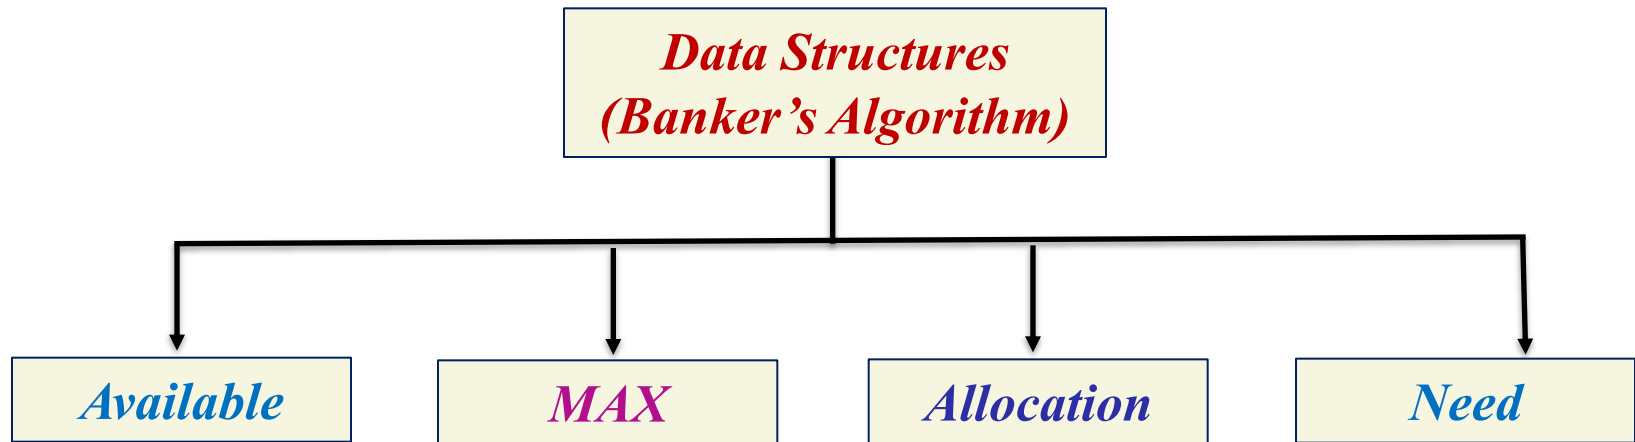 Data Structures
(Banker’s Algorithm)
Available
MAX
Allocation
Need